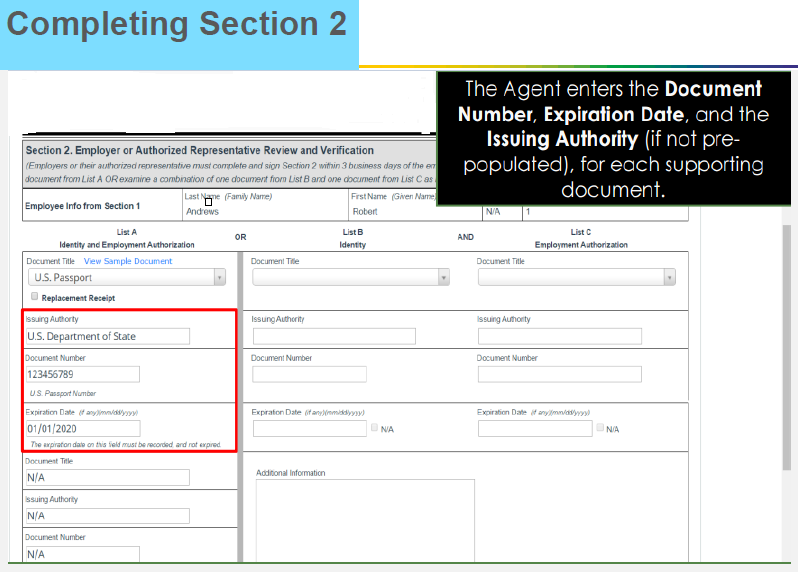 Completing Section 2
The Agent enters the Document
Number, Expiration Date, and the
Issuing Authority (if not pre-
populated), for each supporting
document.
Section 2. Employer or Authorized Representative Review and Verification
(Employers or their authorized representative must complete and sign Section 2 within 3 business days of the em
document from List A OR examine a combination of one document from List B and one document from List C as
Employee Info from Section 1
Last Name (Family Name)
Andrews
First Name (Given Name)
Robert
N/A
1
List A
Identity and Employment Authorization
OR
List B
Identity
AND
List C
Employment Authorization
Document Title View Sample Document
U.S. Passport
Replacement Receipt
Document Title
Document Title
Issuing Authority
U.S. Department of State
Issuing Authority
Issuing Authority
Document Number
123456789
U.S. Passport Number
Document Number
Document Number
Expiration Date (if any)(mm/dd/yyyy)
01/01/2020
The expiration date on this field must be recorded, and not expired.
Expiration Date (if any)(mm/dd/yyyy)
N/A
Expiration Date (if any)(mm/dd/yyyy)
N/A
Document Title
N/A
Issuing Authority
N/A
Document Number
N/A
Additional Information